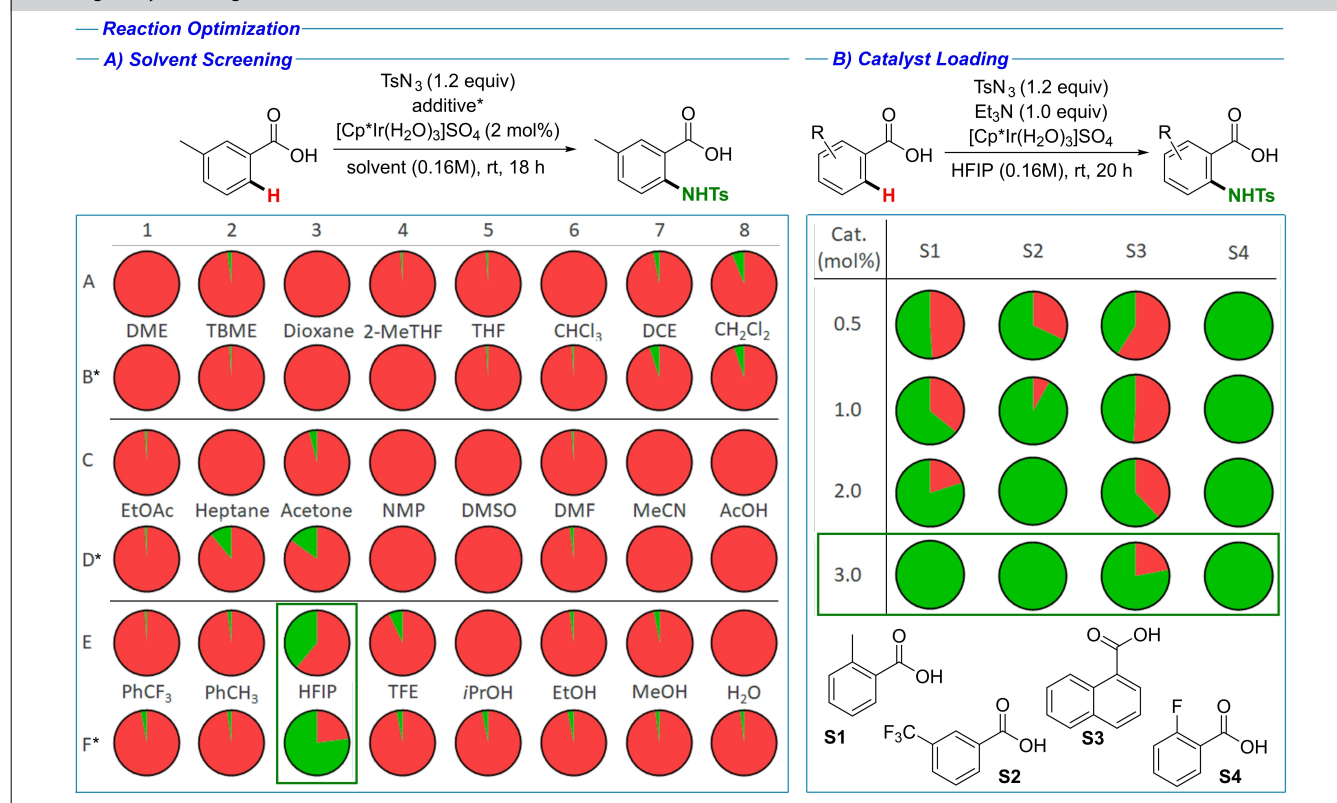 Reaction Optimization
A) Solvent Screening
B) Catalyst Loading
TsN3 (1.2 equiv)
additive*
[Cp*Ir(H2O)3]SO4 (2 mol%)
solvent (0.16M), rt, 18 h
O
OH
H
O
OH
NHTs
TsN3 (1.2 equiv)
Et3N (1.0 equiv)
[Cp*Ir(H2O)3]SO4
HFIP (0.16M), rt, 20 h
R
O
OH
H
R
O
OH
NHTs
1 2 3 4 5 6 7 8
A
DME TBME Dioxane 2-MeTHF THF CHCl3 DCE CH2Cl2
B*
C
EtOAc Heptane Acetone NMP DMSO DMF MeCN AcOH
D*
E
PhCF3 PhCH3 HFIP TFE iPrOH EtOH MeOH H2O
F*
Cat.
(mol%)
S1 S2 S3 S4
0.5
1.0
2.0
3.0
O
OH
S1
F3C
O
OH
S2
O
OH
S3
F
O
OH
S4